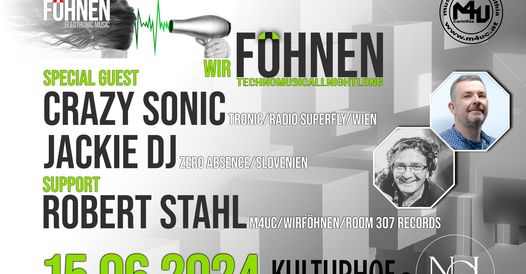 FÖHNEN
ELECTRONIC MUSIC
WIR FÖHNEN
TECHNOMUSICALLNIGHTLONG
M4U
www.m4uc.at
SPECIAL GUEST
CRAZY SONIC TRONIC/RADIO SUPERFLY/WIEN
JACKIE DJ ZERO ABSENCE/SLOVENIEN
SUPPORT
ROBERT STAHL M4UC/WIRFÖHNEN/ROOM 307 RECORDS
15.06.2024 KULTURHOF